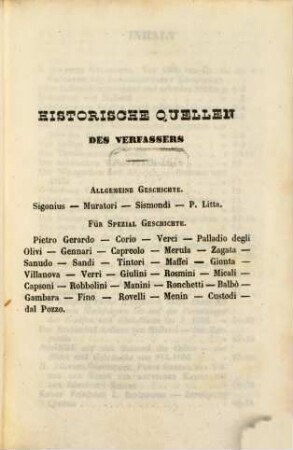 HISTORISCHE QUELLEN
DES VERFASSERS
ALLGEMEINE GESCHICHTE.
Sigonius — Muratori — Sismondi — P. Litta.
FÜR SPEZIAL GESCHICHTE.
Pietro Gerardo — Corio — Verci — Palladio degli
Olivi — Gennari — Capreolo — Merula — Zagata —
Sanudo — Sandi — Tintori — Maffei — Gionta —
Villanova — Verri — Giulini — Rosmini — Micali —
Capsoni — Robbolini — Manini — Ronchetti — Balbò —
Gambara — Fino — Rovelli — Menin — Custodi —
dal Pozzo.